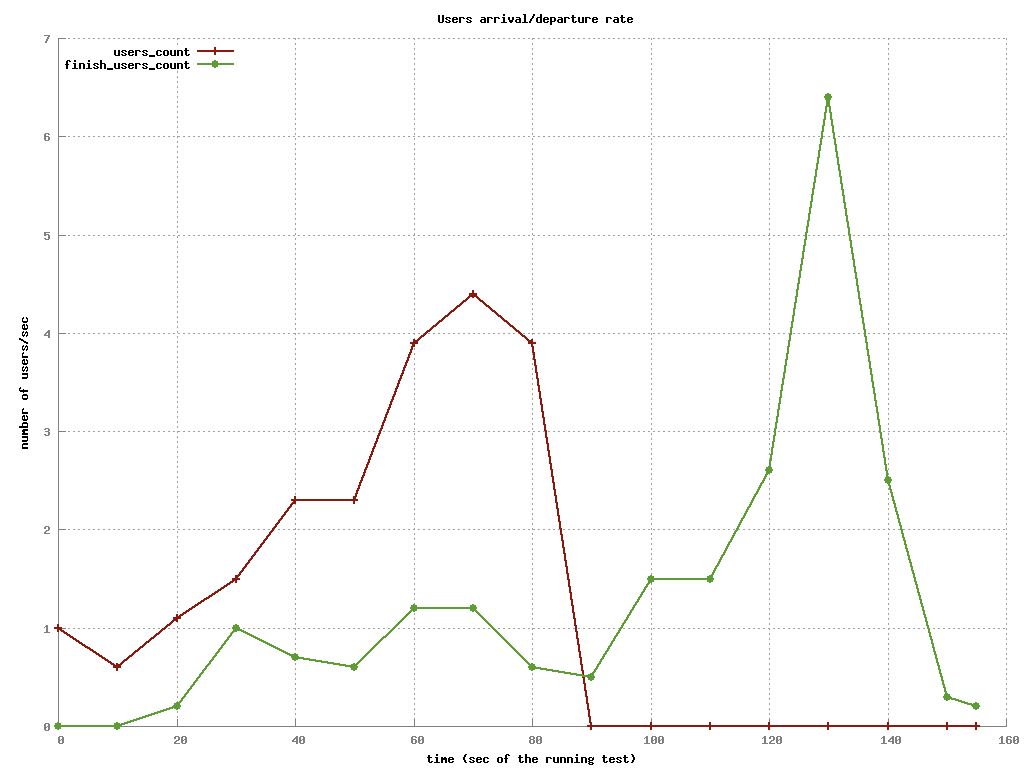 Users arrival/departure rate
7
users_count
finish_users_count
6
5
4
number of users/sec
3
2
1
0
0 20 40 60 80 100 120 140 160
time (sec of the running test)